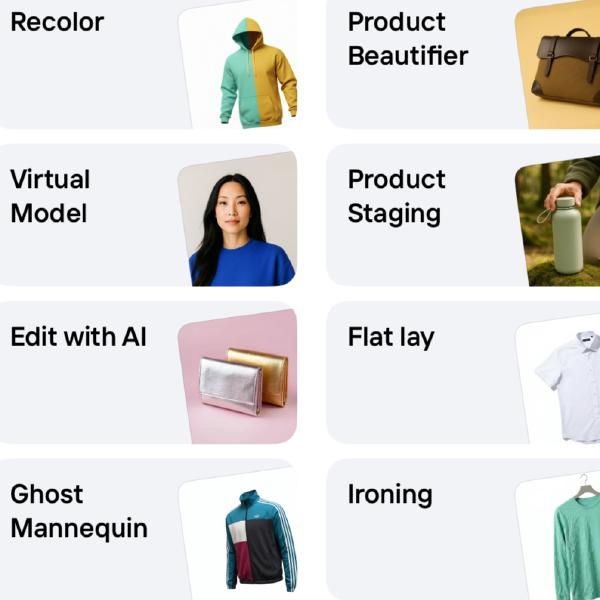 Recolor
Product
Beautifier
Virtual
Model
Product
Staging
Edit with AI
Flat lay
Ghost
Mannequin
Ironing